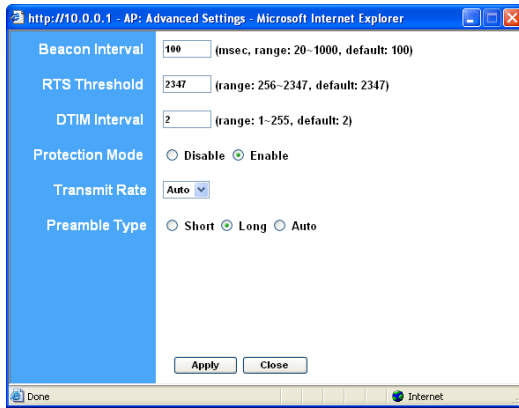 http://10.0.0.1 - AP: Advanced Settings - Microsoft Internet Explorer
Beacon Interval 100 (msec, range: 20~1000, default: 100)
RTS Threshold 2347 (range: 256~2347, default: 2347)
DTIM Interval 2 (range: 1~255, default: 2)
Protection Mode Disable Enable
Transmit Rate Auto
Preamble Type Short Long Auto
Apply Close
Done Internet